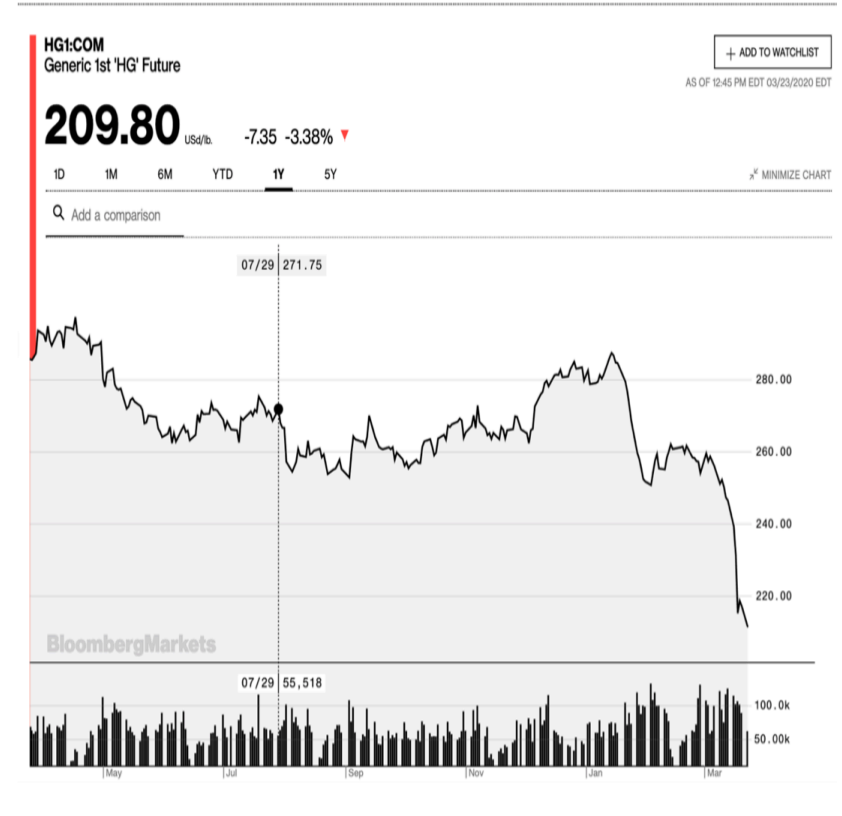 HG1:COM
Generic 1st 'HG' Future
+ ADD TO WATCHLIST
AS OF 12:45 PM EDT 03/23/2020 EDT
209.80 USd/lb. -7.35 -3.38%
1D 1M 6M YTD 1Y 5Y
MINIMIZE CHART
Add a comparison
07/29 271.75
280.00
260.00
240.00
220.00
BloombergMarkets
07/29 55,518
100.0k
50.00k
May Jul Sep Nov Jan Mar